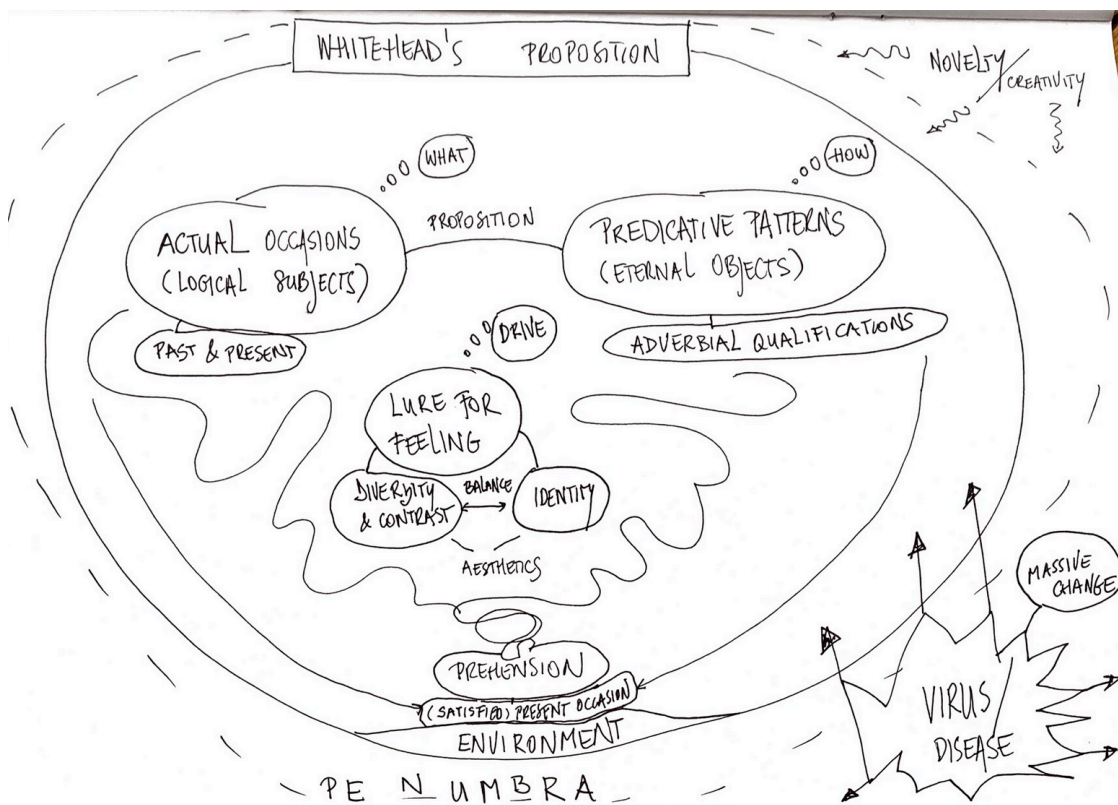 WHITEHEAD'S PROPOSITION
NOVELTY/
CREATIVITY
WHAT
HOW
ACTUAL OCCASIONS
(LOGICAL SUBJECTS)
PROPOSITION
PREDICATIVE PATTERNS
(ETERNAL OBJECTS)
PAST & PRESENT
ADVERBIAL QUALIFICATIONS
DRIVE
LURE FOR
FEELING
DIVERSITY
& CONTRAST
BALANCE
IDENTITY
AESTHETICS
MASSIVE
CHANGE
PREHENSION
(SATISFIED) PRESENT OCCASION
ENVIRONMENT
VIRUS
DISEASE
PENUMBRA